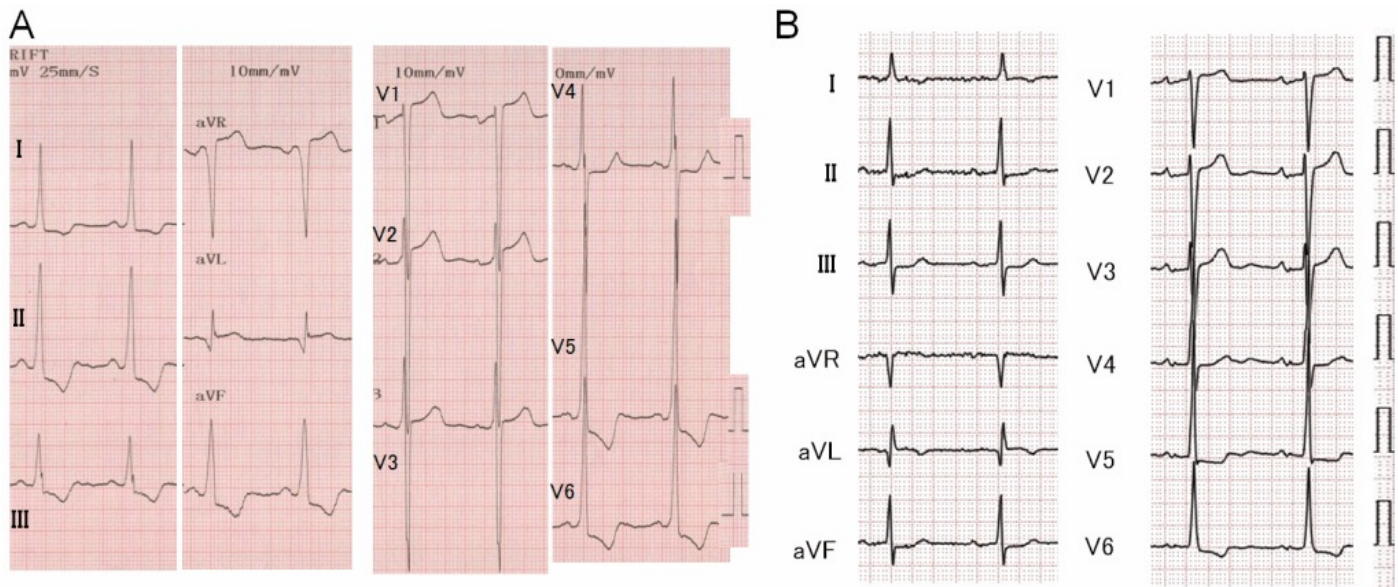 A
RIFT
mV 25mm/S
I
II
III
10mm/mV
aVR
aVL
aVF
10mm/mV
V1
V2
V3
0mm/mV
V4
V5
V6
B
I
II
III
aVR
aVL
aVF
V1
V2
V3
V4
V5
V6